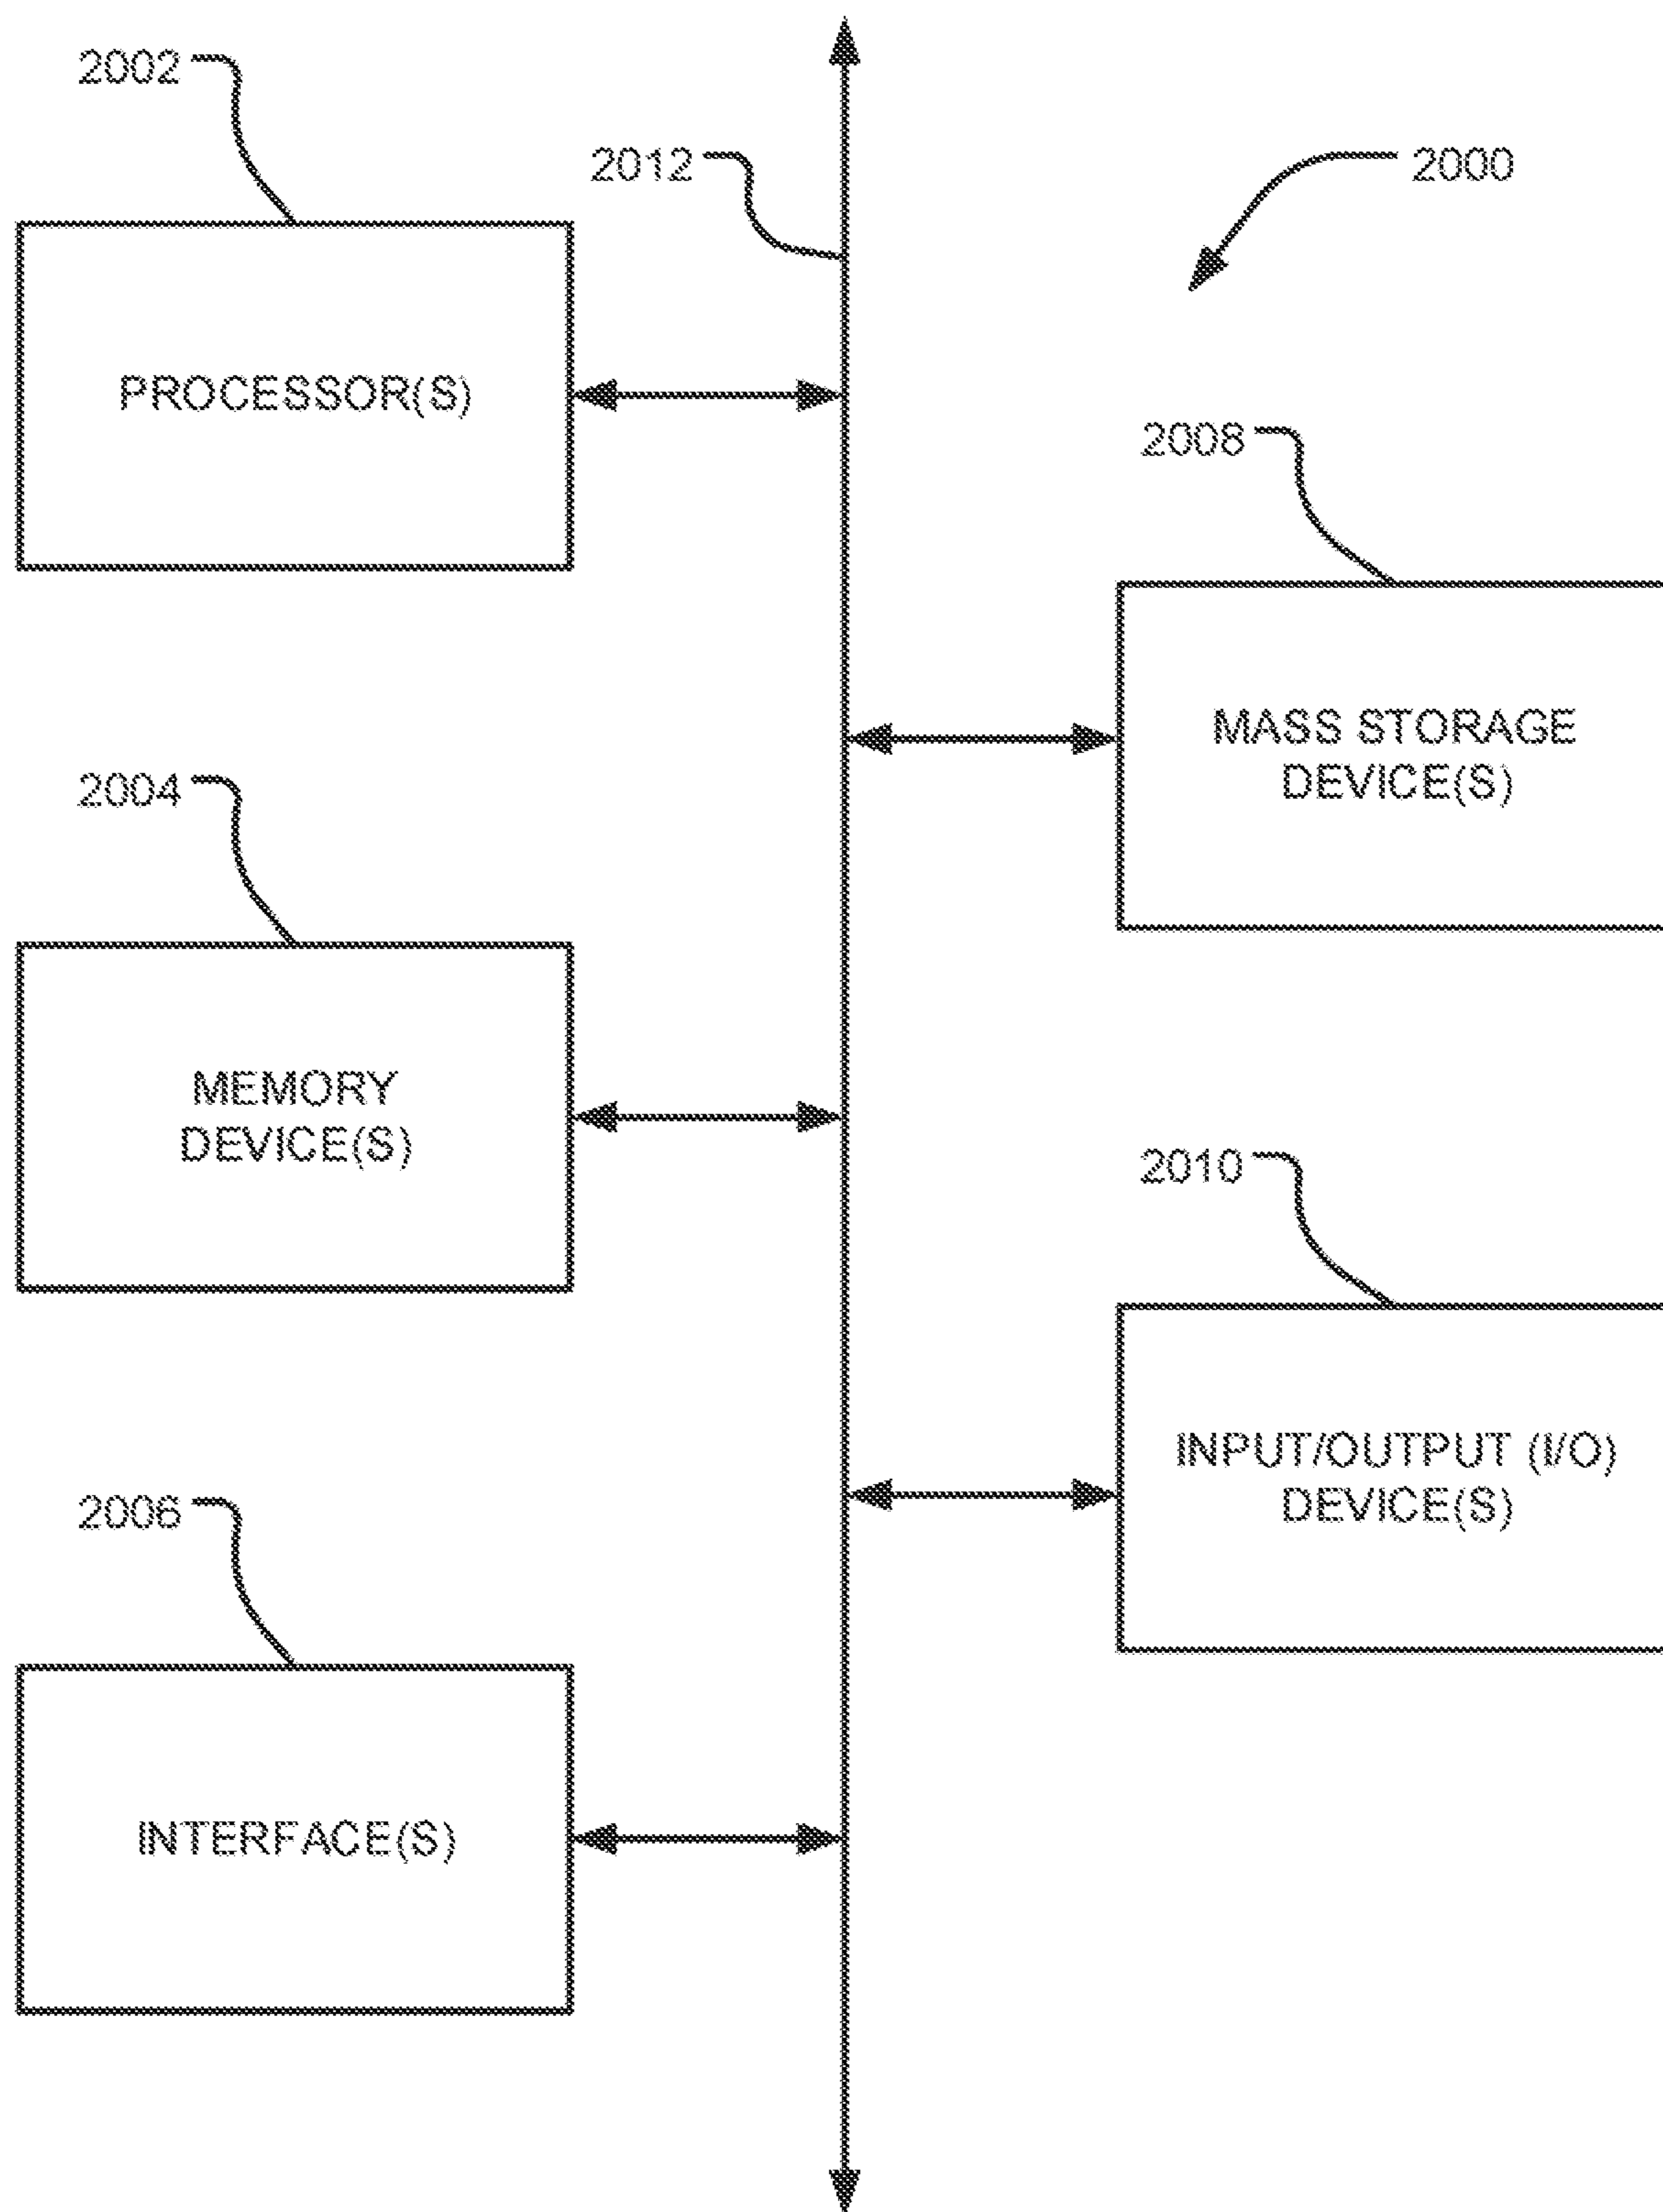 2002
2012
2000
PROCESSOR(S)
2008
MASS STORAGE
DEVICE(S)
2004
MEMORY
DEVICE(S)
2010
INPUT/OUTPUT (I/O)
DEVICE(S)
2006
INTERFACE(S)